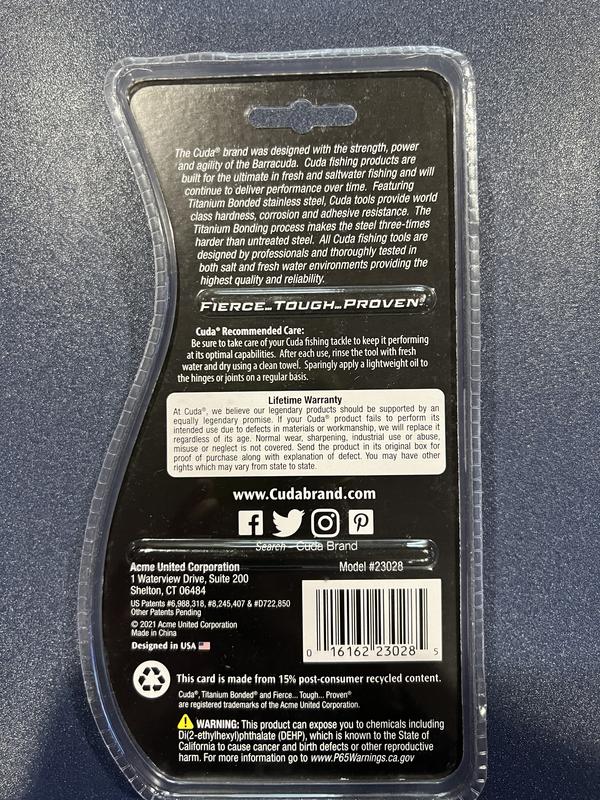 The Cuda® brand was designed with the strength, power
and agility of the Barracuda. Cuda fishing products are
built for the ultimate in fresh and saltwater fishing and will
continue to deliver performance over time. Featuring
Titanium Bonded stainless steel, Cuda tools provide world
class hardness, corrosion and adhesive resistance. The
Titanium Bonding process makes the steel three-times
harder than untreated steel. All Cuda fishing tools are
designed by professionals and thoroughly tested in
both salt and fresh water environments providing the
highest quality and reliability.
FIERCE...TOUGH...PROVEN!
Cuda® Recommended Care:
Be sure to take care of your Cuda fishing tackle to keep it performing
at its optimal capabilities. After each use, rinse the tool with fresh
water and dry using a clean towel. Sparingly apply a lightweight oil to
the hinges or joints on a regular basis.
Lifetime Warranty
At Cuda®, we believe our legendary products should be supported by an
equally legendary promise. If your Cuda® product fails to perform its
intended use due to defects in materials or workmanship, we will replace it
regardless of its age. Normal wear, sharpening, industrial use or abuse,
misuse or neglect is not covered. Send the product in its original box for
proof of purchase along with explanation of defect. You may have other
rights which may vary from state to state.
www.Cudabrand.com
Search - Cuda Brand
Acme United Corporation
1 Waterview Drive, Suite 200
Shelton, CT 06484
US Patents #6,988,318, #8,245,407 & #D722,850
Other Patents Pending
© 2021 Acme United Corporation
Made in China
Designed in USA
Model #23028
0 16162 23028 5
This card is made from 15% post-consumer recycled content.
Cuda®, Titanium Bonded® and Fierce... Tough... Proven®
are registered trademarks of the Acme United Corporation.
WARNING: This product can expose you to chemicals including
Di(2-ethylhexyl)phthalate (DEHP), which is known to the State of
California to cause cancer and birth defects or other reproductive
harm. For more information go to www.P65Warnings.ca.gov